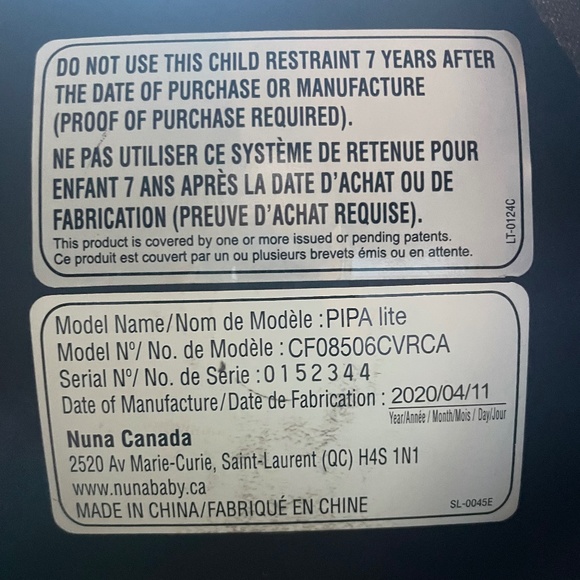 DO NOT USE THIS CHILD RESTRAINT 7 YEARS AFTER
THE DATE OF PURCHASE OR MANUFACTURE
(PROOF OF PURCHASE REQUIRED).
NE PAS UTILISER CE SYSTÈME DE RETENUE POUR
ENFANT 7 ANS APRÈS LA DATE D'ACHAT OU DE
FABRICATION (PREUVE D'ACHAT REQUISE).
This product is covered by one or more issued or pending patents.
Ce produit est couvert par un ou plusieurs brevets émis ou en attente.
LT-0124C
Model Name/Nom de Modèle :PIPA lite
Model Nº/ No. de Modèle : CF08506CVRCA
Serial Nº/ No. de Série :0152344
Date of Manufacture/Date de Fabrication : 2020/04/11
Year/Année / Month/Mois / Day/Jour
Nuna Canada
2520 Av Marie-Curie, Saint-Laurent (QC) H4S 1N1
www.nunababy.ca
MADE IN CHINA/FABRIQUÉ EN CHINE
SL-0045E